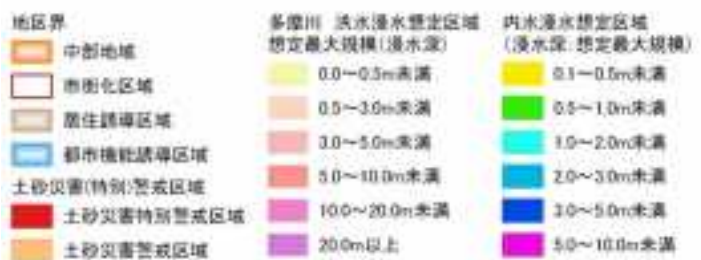 地区界
中部地域
市街化区域
居住誘導区域
都市機能誘導区域
土砂災害(特別)警戒区域
土砂災害特別警戒区域
土砂災害警戒区域
多摩川 洪水浸水想定区域
想定最大規模(浸水深)
0.0～0.5m未満
0.5～3.0m未満
3.0～5.0m未満
5.0～10.0m未満
10.0～20.0m未満
20.0m以上
内水浸水想定区域
(浸水深:想定最大規模)
0.1～0.5m未満
0.5～1.0m未満
1.0～2.0m未満
2.0～3.0m未満
3.0～5.0m未満
5.0～10.0m未満